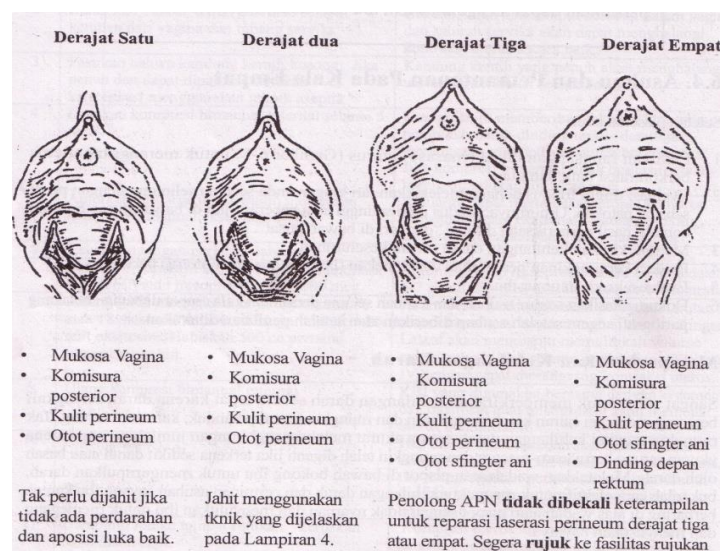 Derajat Satu
Derajat dua
Derajat Tiga
Derajat Empat
• Mukosa Vagina
• Komisura
posterior
• Kulit perineum
• Otot perineum
• Mukosa Vagina
• Komisura
posterior
• Kulit perineum
• Otot perineum
• Mukosa Vagina
• Komisura
posterior
• Kulit perineum
• Otot perineum
• Otot sfingter ani
• Mukosa Vagina
• Komisura
posterior
• Kulit perineum
• Otot sfingter ani
• Dinding depan
rektum
Tak perlu dijahit jika
tidak ada perdarahan
dan aposisi luka baik.
Jahit menggunakan
tknik yang dijelaskan
pada Lampiran 4.
Penolong APN tidak dibekali ketrampilan
untuk reparasi laserasi perineum derajat tiga
atau empat. Segera rujuk ke fasilitas rujukan